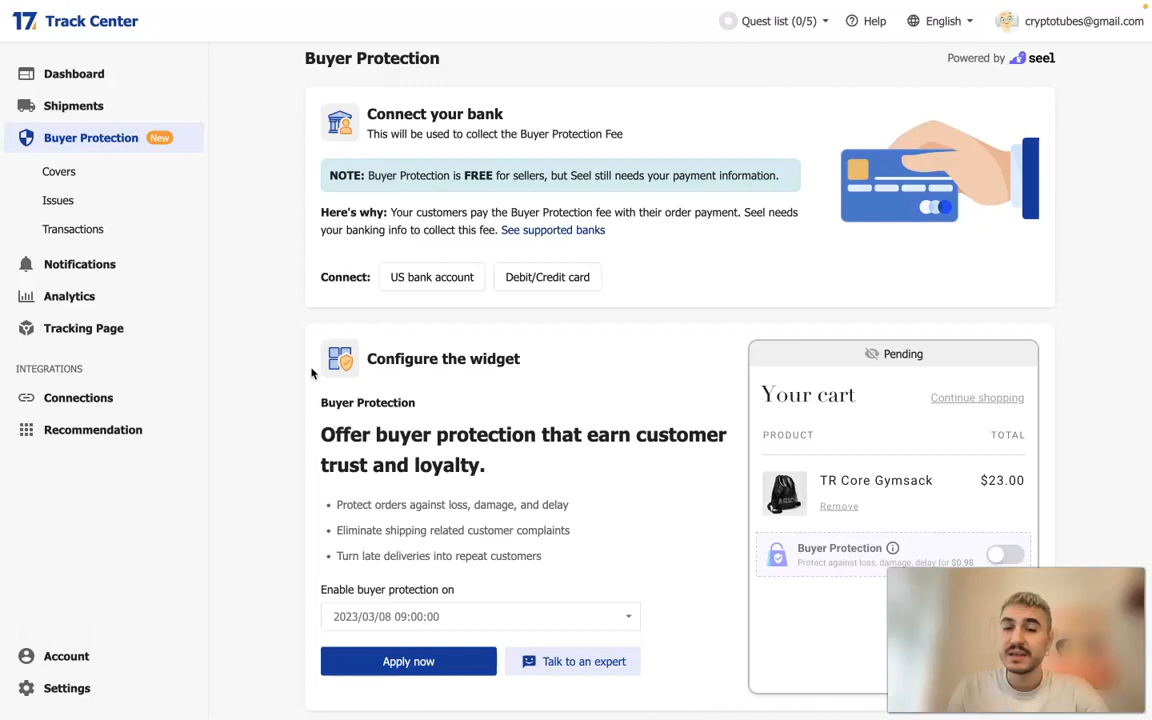 17 Track Center
Quest list (0/5)
Help
English
cryptotubes@gmail.com
Dashboard
Shipments
Buyer Protection New
Covers
Issues
Transactions
Notifications
Analytics
Tracking Page
INTEGRATIONS
Connections
Recommendation
Account
Settings
Buyer Protection
Powered by seel
Connect your bank
This will be used to collect the Buyer Protection Fee
NOTE: Buyer Protection is FREE for sellers, but Seel still needs your payment information.
Here's why: Your customers pay the Buyer Protection fee with their order payment. Seel needs
your banking info to collect this fee. See supported banks
Connect: US bank account Debit/Credit card
Configure the widget
Buyer Protection
Offer buyer protection that earn customer
trust and loyalty.
• Protect orders against loss, damage, and delay
• Eliminate shipping related customer complaints
• Turn late deliveries into repeat customers
Enable buyer protection on
2023/03/08 09:00:00
Apply now
Talk to an expert
Pending
Your cart
Continue shopping
PRODUCT TOTAL
TR Core Gymsack $23.00
Remove
Buyer Protection
Protect against loss, damage, delay for $0.98